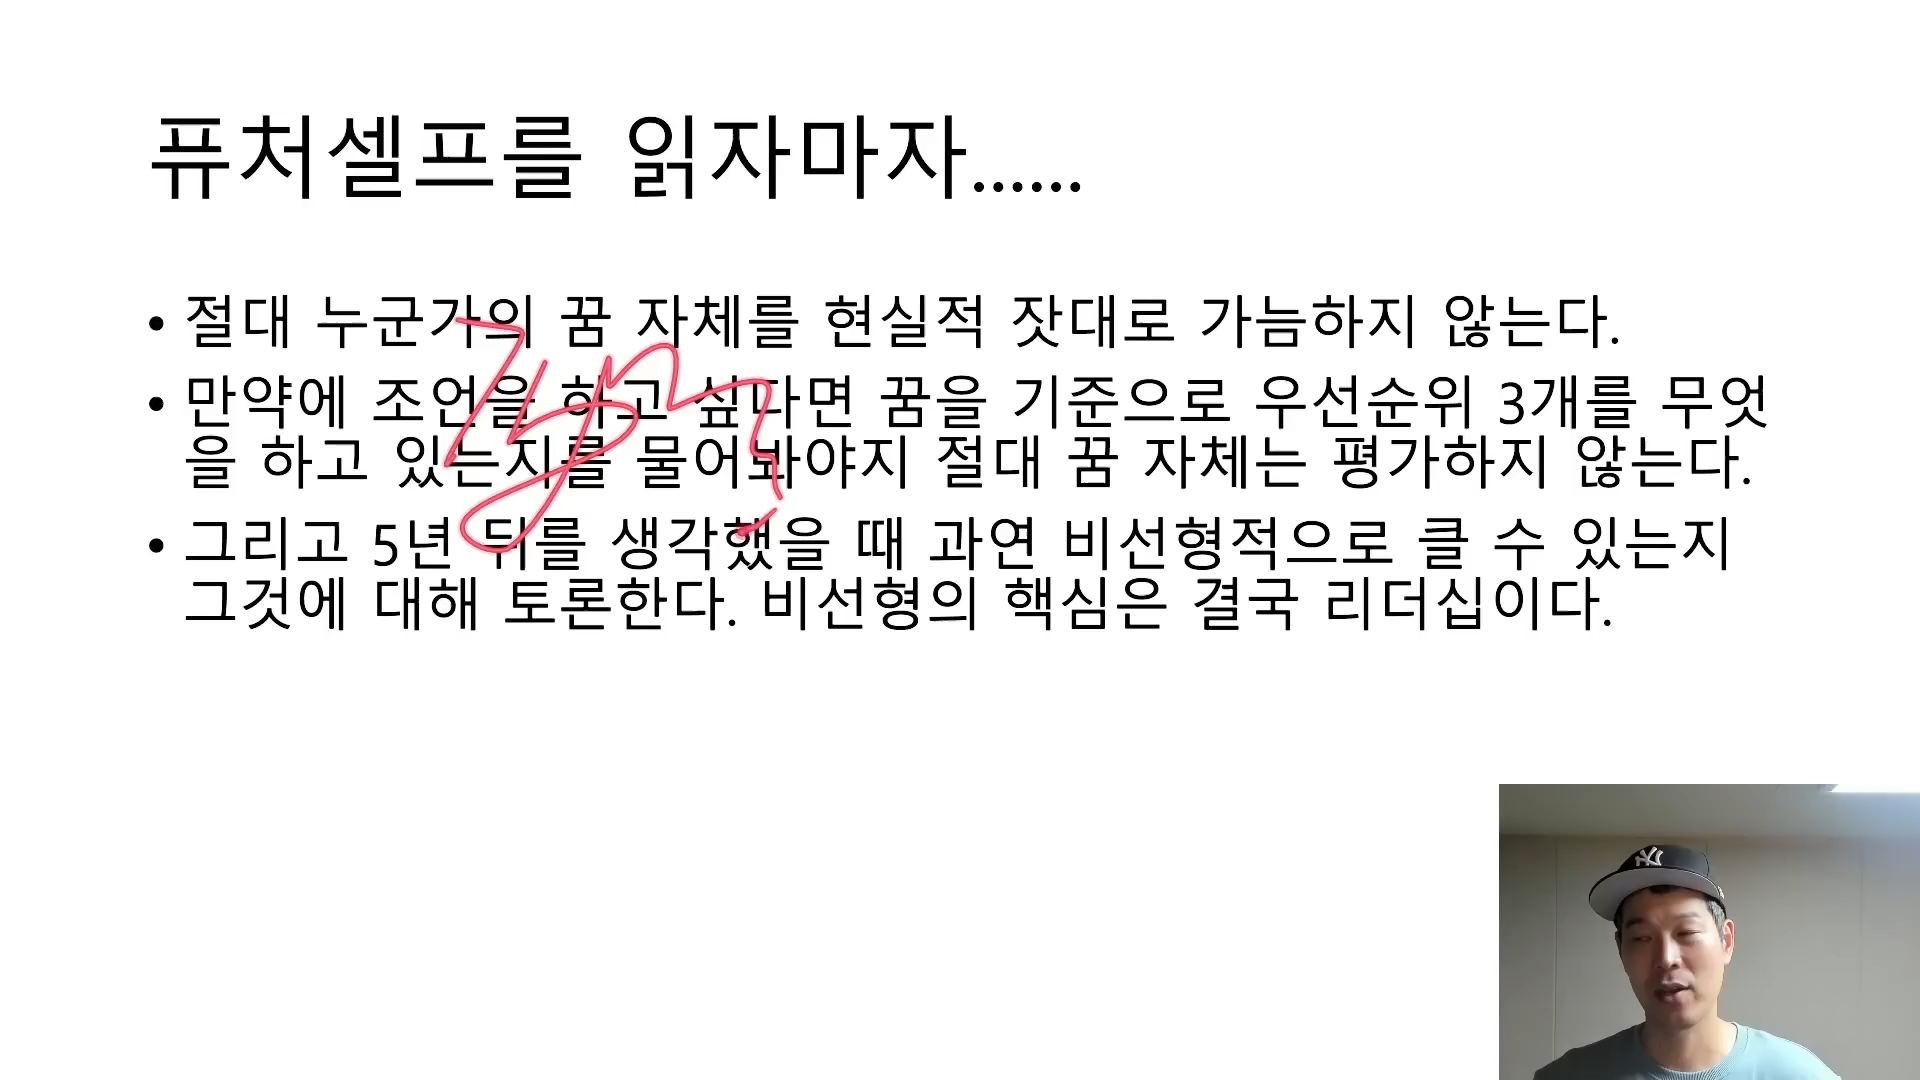 퓨처셀프를 읽자마자......
• 절대 누군가의 꿈 자체를 현실적 잣대로 가늠하지 않는다.
• 만약에 조언을 하고 싶다면 꿈을 기준으로 우선순위 3개를 무엇
을 하고 있는지를 물어봐야지 절대 꿈 자체는 평가하지 않는다.
• 그리고 5년 뒤를 생각했을 때 과연 비선형적으로 클 수 있는지
그것에 대해 토론한다. 비선형의 핵심은 결국 리더십이다.
NY